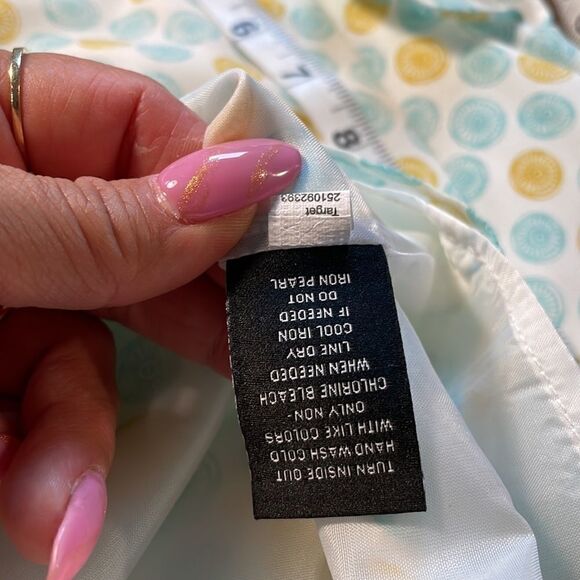 TURN INSIDE OUT
HAND WASH COLD
WITH LIKE COLORS
ONLY NON-
CHLORINE BLEACH
WHEN NEEDED
LINE DRY
COOL IRON
IF NEEDED
DO NOT
IRON PEARL
Target
251092393
6
7
8